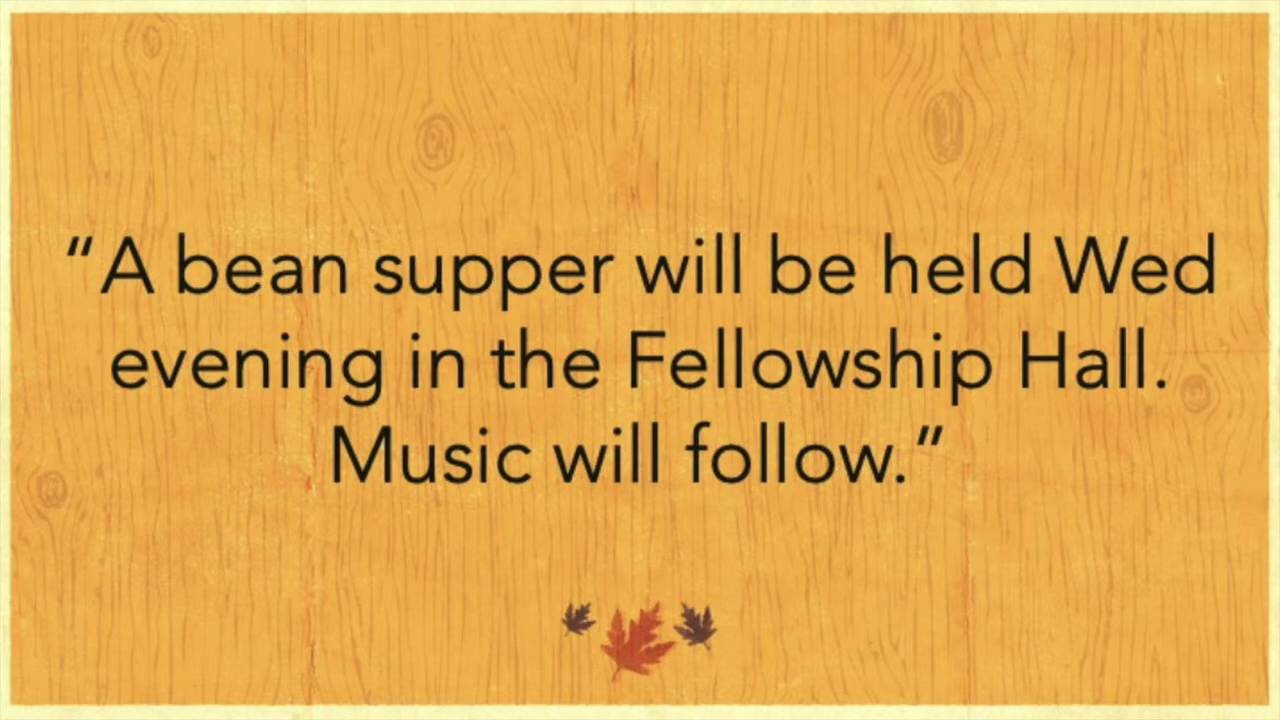 “A bean supper will be held Wed
evening in the Fellowship Hall.
Music will follow.”